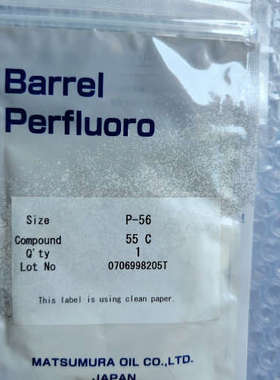 Barrel
Perfluoro
Size P-56
Compound 55 C
Q'ty 1
Lot No 0706998205T
This label is using clean paper
MATSUMURA OIL CO.,LTD.
JAPAN